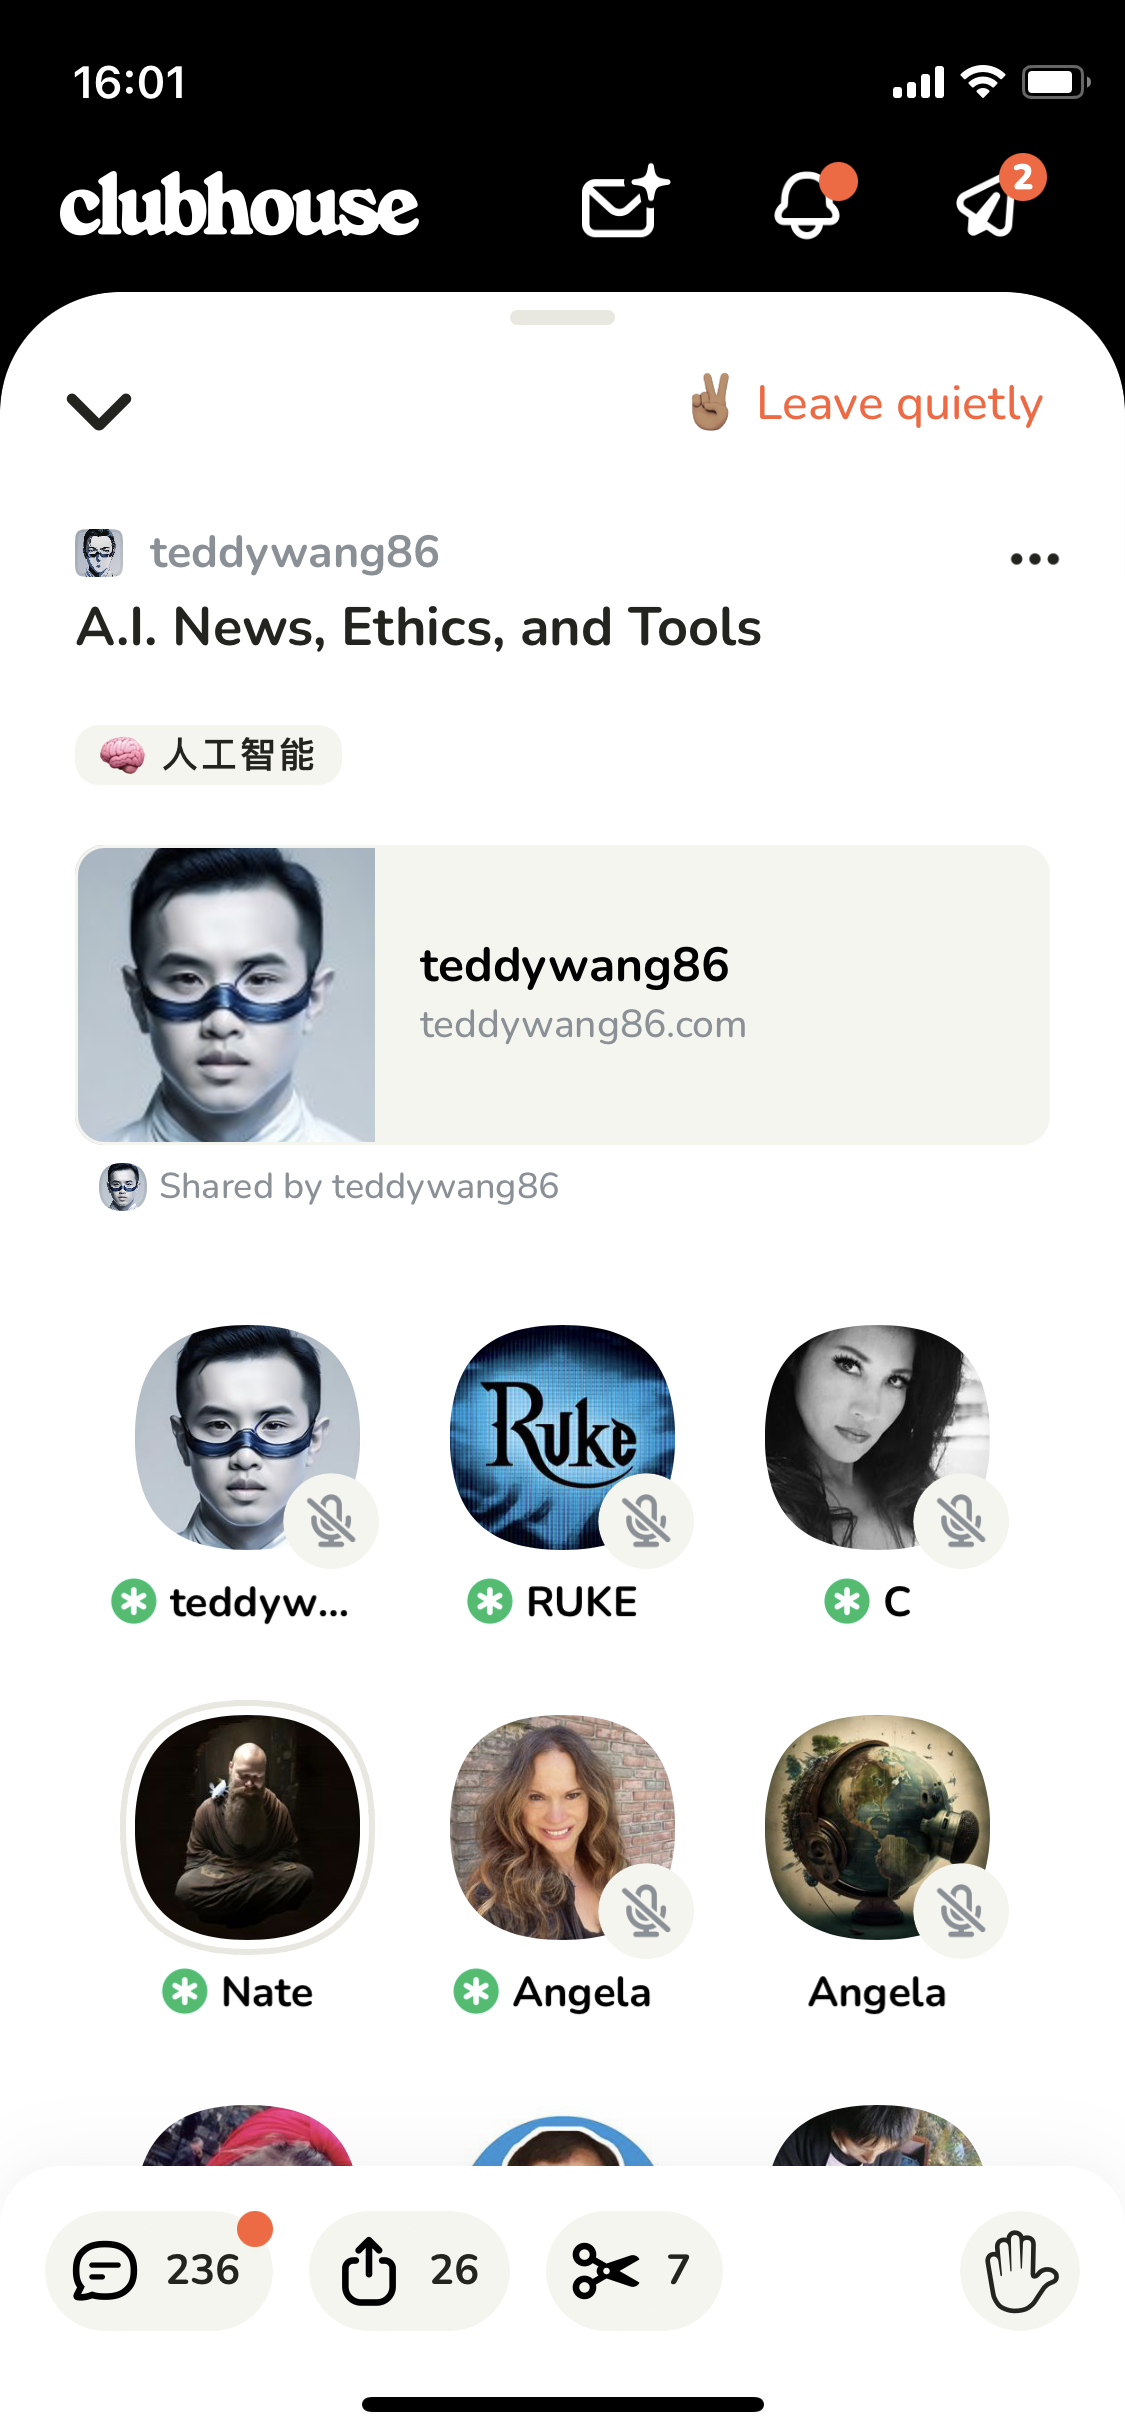 16:01
clubhouse
2
✌🏽 Leave quietly
teddywang86
A.I. News, Ethics, and Tools
🧠 人工智能
teddywang86
teddywang86.com
Shared by teddywang86
Ruke
teddyw...
RUKE
C
Nate
Angela
Angela
236
26
7